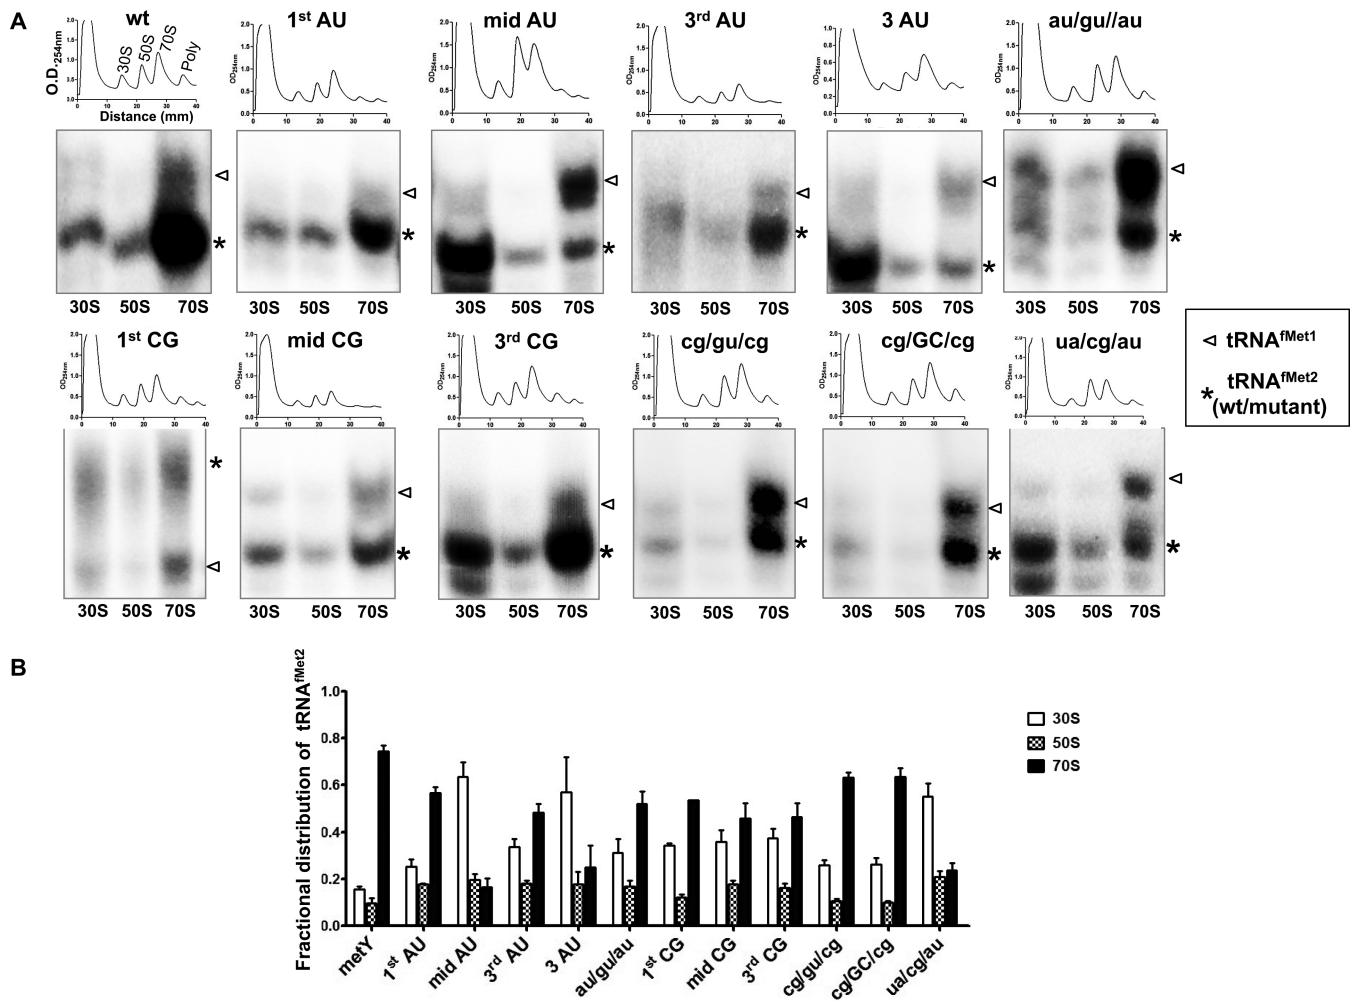 A
wt
1st AU
mid AU
3rd AU
3 AU
au/gu//au
30S 50S 70S Poly
O.D.254nm
Distance (mm)
30S 50S 70S
30S 50S 70S
30S 50S 70S
30S 50S 70S
30S 50S 70S
30S 50S 70S
1st CG
mid CG
3rd CG
cg/gu/cg
cg/GC/cg
ua/cg/au
30S 50S 70S
30S 50S 70S
30S 50S 70S
30S 50S 70S
30S 50S 70S
30S 50S 70S
tRNAfMet1
* tRNAfMet2
(wt/mutant)
B
Fractional distribution of tRNAfMet2
1.0
0.8
0.6
0.4
0.2
0.0
metY
1st AU
mid AU
3rd AU
3 AU
au/gu/au
1st CG
mid CG
3rd CG
cg/gu/cg
cg/GC/cg
ua/cg/au
30S
50S
70S